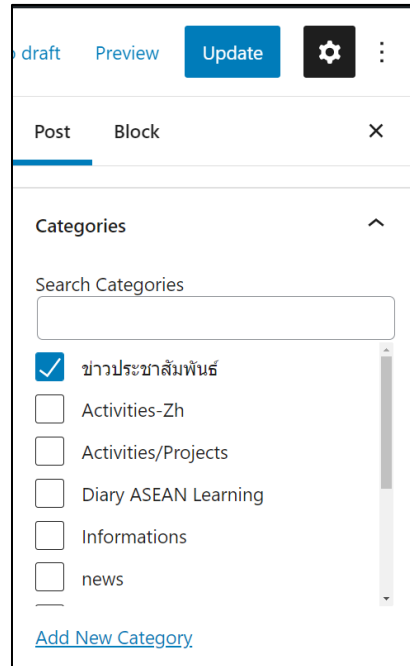 draft Preview Update
Post Block
Categories
Search Categories
ข่าวประชาสัมพันธ์
Activities-Zh
Activities/Projects
Diary ASEAN Learning
Informations
news
Add New Category